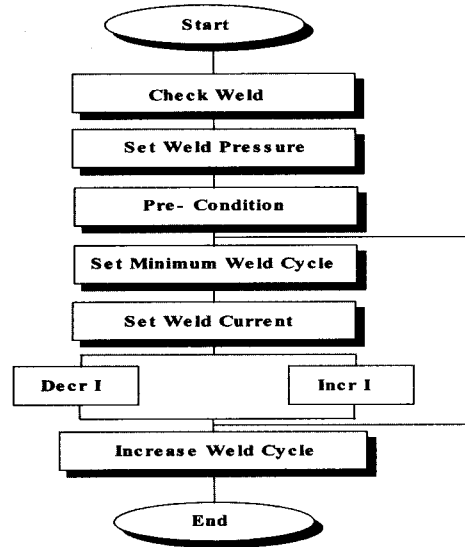 Start
Check Weld
Set Weld Pressure
Pre- Condition
Set Minimum Weld Cycle
Set Weld Current
Decr I
Incr I
Increase Weld Cycle
End